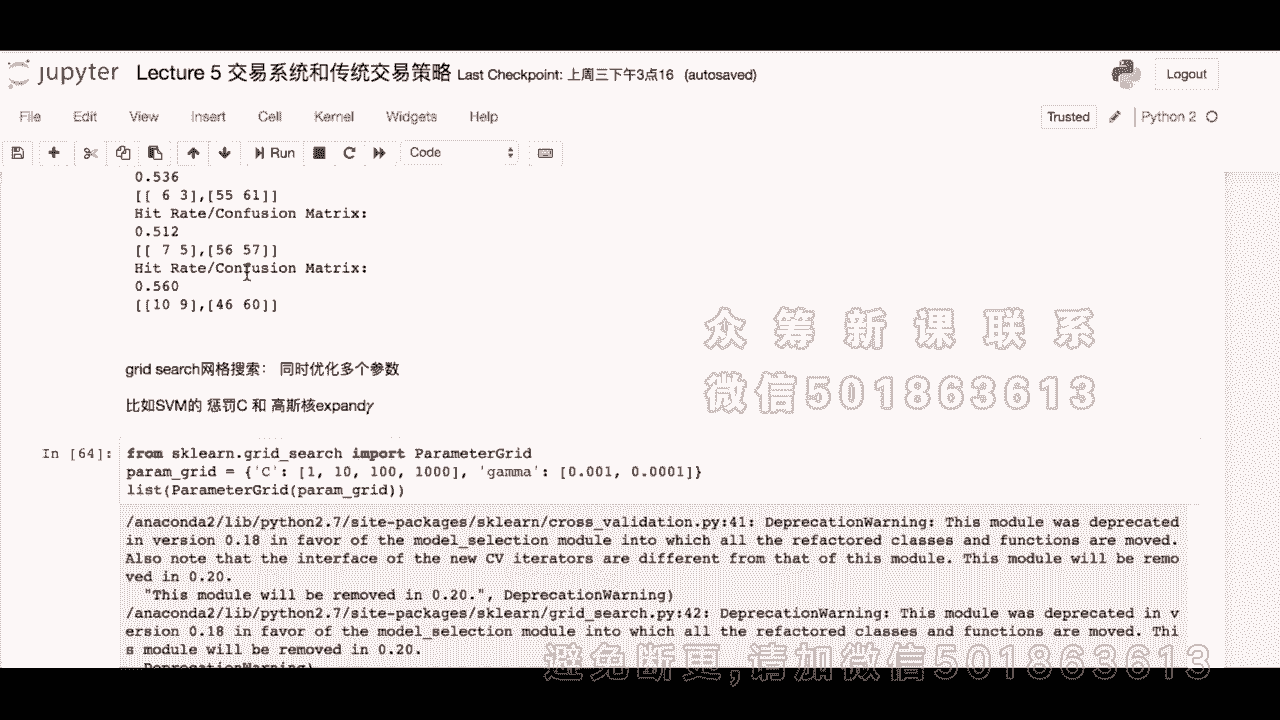 jupyter Lecture 5 交易系统和传统交易策略 Last Checkpoint: 上周三下午3点16 (autosaved) Logout
File Edit View Insert Cell Kernel Widgets Help Trusted Python 2
Run Code
0.536
[[ 6 3],[55 61]]
Hit Rate/Confusion Matrix:
0.512
[[ 7 5],[56 57]]
Hit Rate/Confusion Matrix:
0.560
[[10 9],[46 60]]
众筹新课联系
微信501863613
grid search网格搜索： 同时优化多个参数
比如SVM的 惩罚C 和 高斯核expandγ
In [64]: from sklearn.grid_search import ParameterGrid
param_grid = {'C': [1, 10, 100, 1000], 'gamma': [0.001, 0.0001]}
list(ParameterGrid(param_grid))
/anaconda2/lib/python2.7/site-packages/sklearn/cross_validation.py:41: DeprecationWarning: This module was deprecated
in version 0.18 in favor of the model_selection module into which all the refactored classes and functions are moved.
Also note that the interface of the new CV iterators are different from that of this module. This module will be remo
ved in 0.20.
"This module will be removed in 0.20.", DeprecationWarning)
/anaconda2/lib/python2.7/site-packages/sklearn/grid_search.py:42: DeprecationWarning: This module was deprecated in v
ersion 0.18 in favor of the model_selection module into which all the refactored classes and functions are moved. Thi
s module will be removed in 0.20.
DeprecationWarning)
避免断更,请加微信501863613